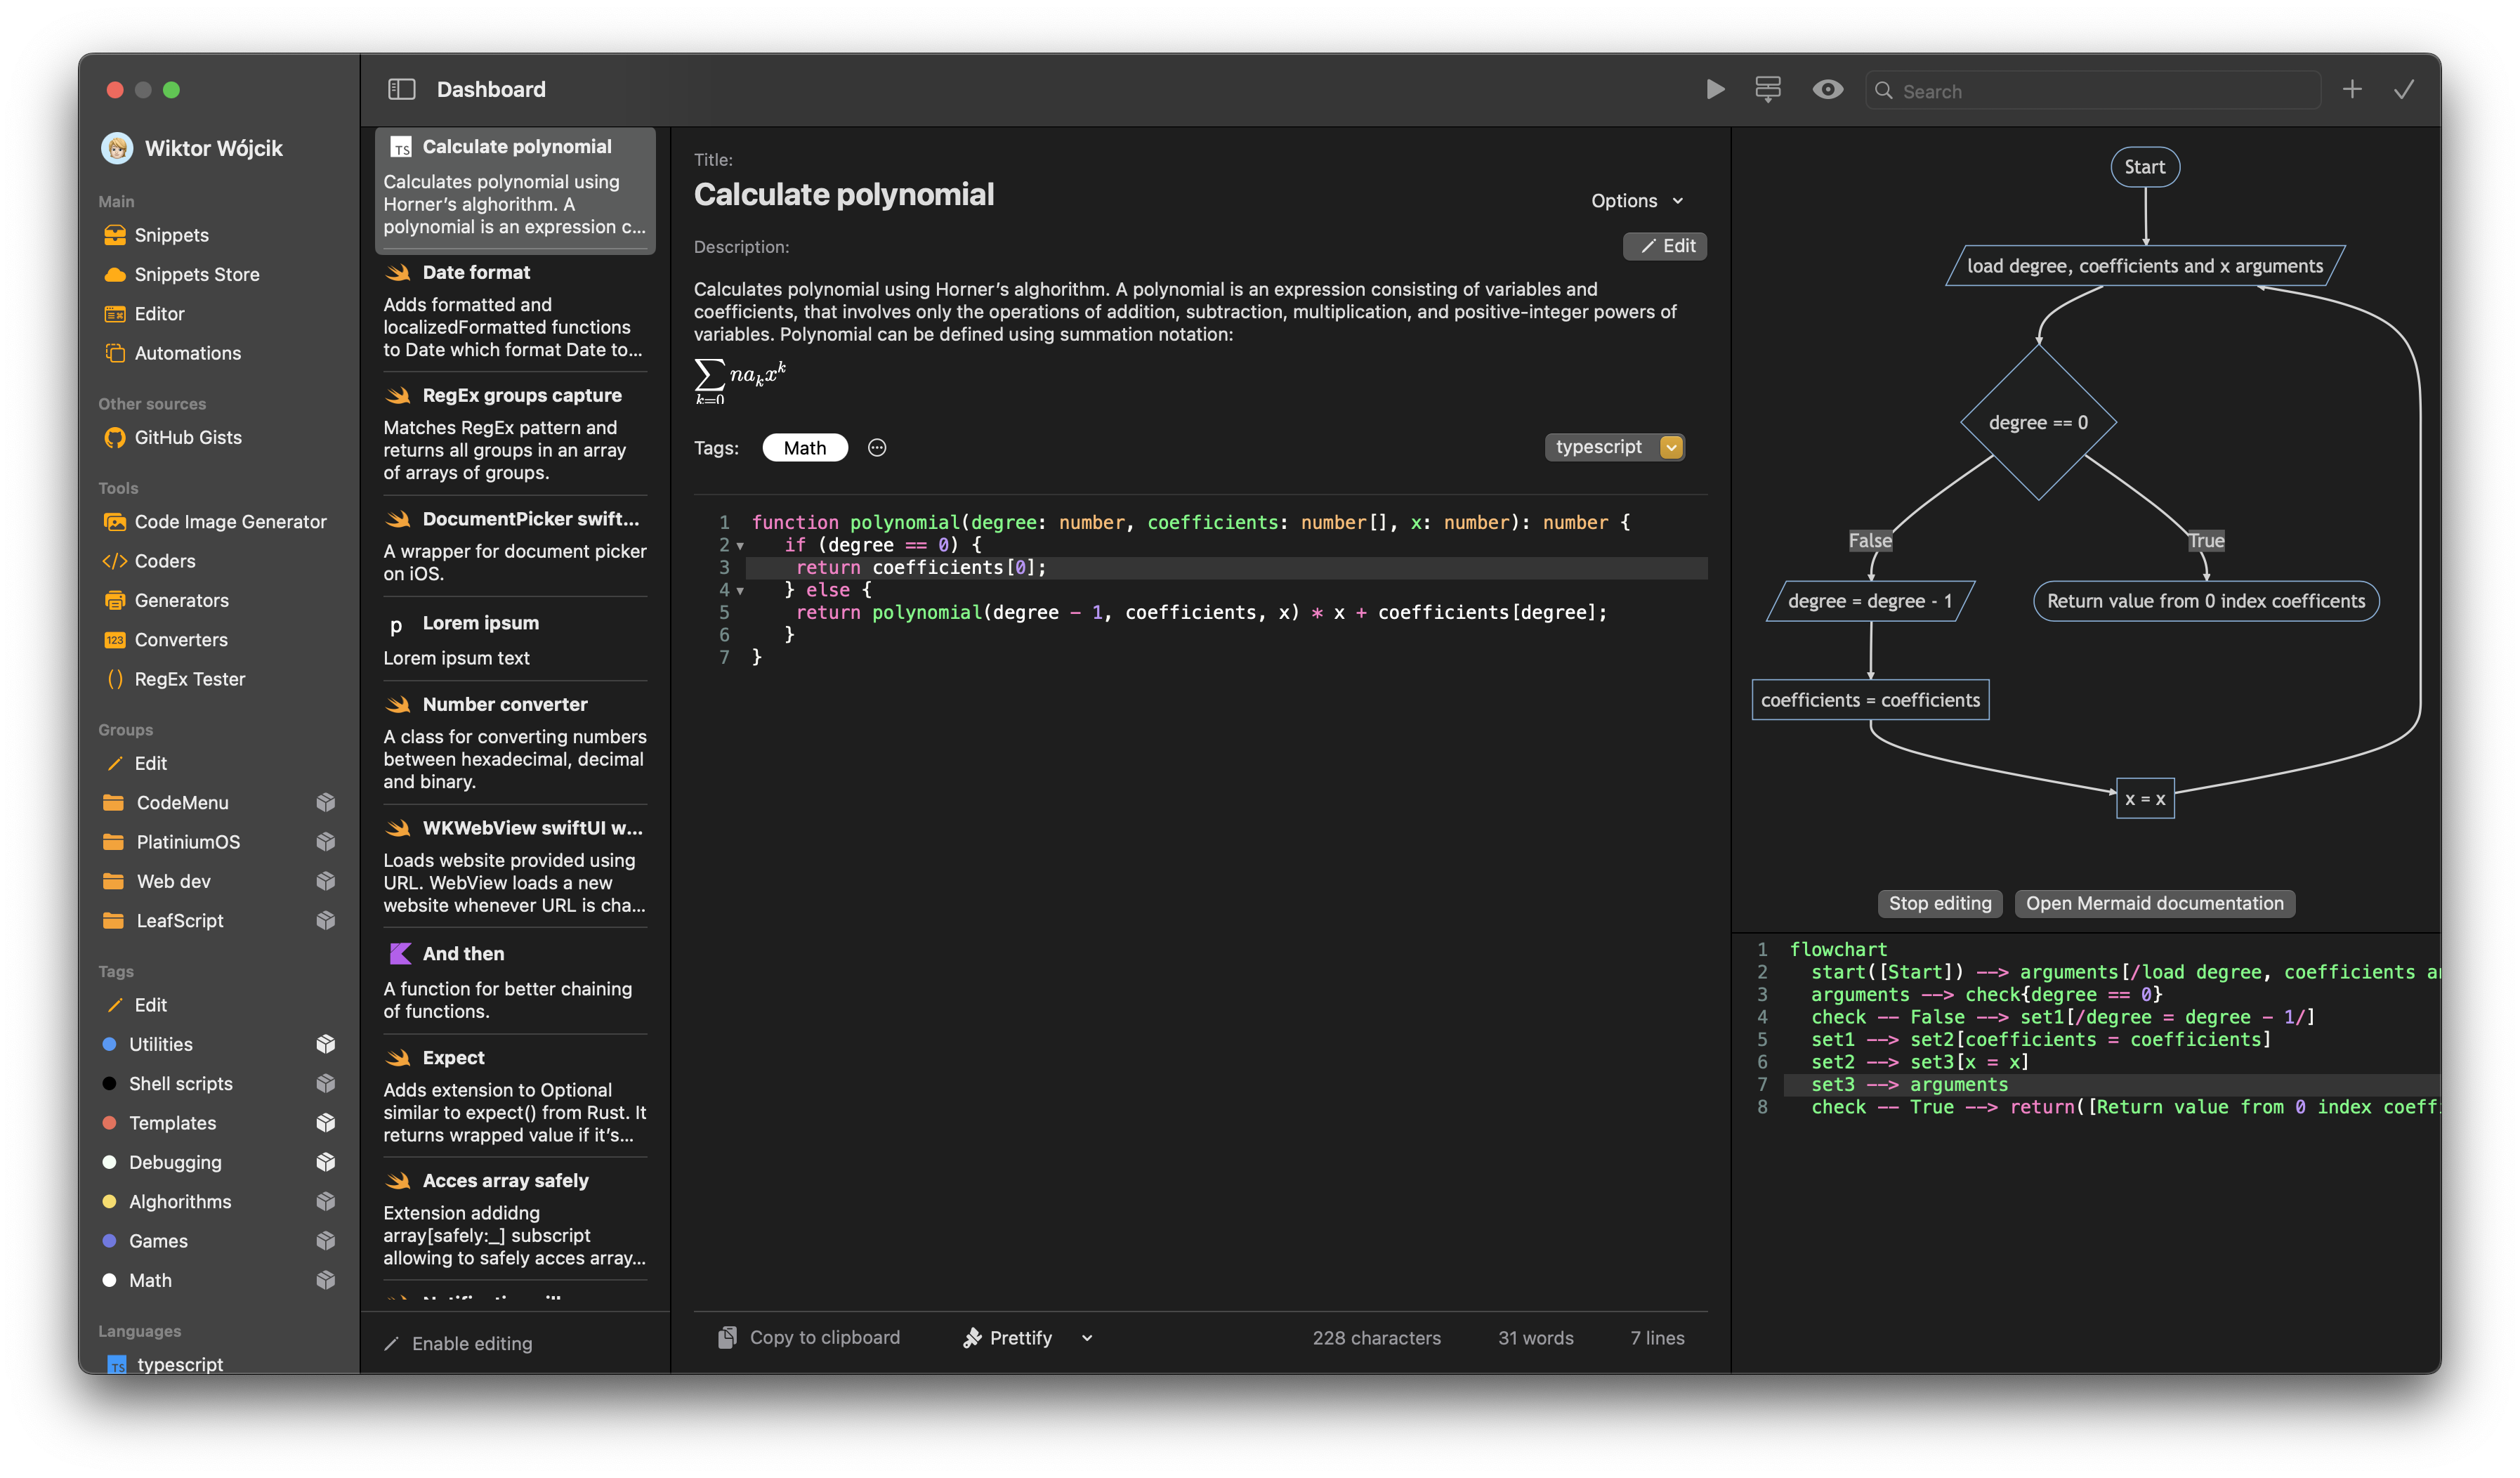 Dashboard
Search
Wiktor Wójcik
Main
Snippets
Snippets Store
Editor
Automations
Other sources
GitHub Gists
Tools
Code Image Generator
Coders
Generators
123 Converters
RegEx Tester
Groups
Edit
CodeMenu
PlatiniumOS
Web dev
LeafScript
Tags
Edit
Utilities
Shell scripts
Templates
Debugging
Alghorithms
Games
Math
Languages
TS typescript
TS Calculate polynomial
Calculates polynomial using
Horner’s alghorithm. A
polynomial is an expression c...
Date format
Adds formatted and
localizedFormatted functions
to Date which format Date to...
RegEx groups capture
Matches RegEx pattern and
returns all groups in an array
of arrays of groups.
DocumentPicker swift...
A wrapper for document picker
on iOS.
p Lorem ipsum
Lorem ipsum text
Number converter
A class for converting numbers
between hexadecimal, decimal
and binary.
WKWebView swiftUI w...
Loads website provided using
URL. WebView loads a new
website whenever URL is cha...
And then
A function for better chaining
of functions.
Expect
Adds extension to Optional
similar to expect() from Rust. It
returns wrapped value if it’s...
Acces array safely
Extension addidng
array[safely:_] subscript
allowing to safely acces array...
Enable editing
Title:
Calculate polynomial
Options
Description:
Edit
Calculates polynomial using Horner’s alghorithm. A polynomial is an expression consisting of variables and
coefficients, that involves only the operations of addition, subtraction, multiplication, and positive-integer powers of
variables. Polynomial can be defined using summation notation:
∑ na_k x^k
k=0
Tags: Math
typescript
1 function polynomial(degree: number, coefficients: number[], x: number): number {
2 if (degree == 0) {
3 return coefficients[0];
4 } else {
5 return polynomial(degree - 1, coefficients, x) * x + coefficients[degree];
6 }
7 }
Copy to clipboard
Prettify
228 characters
31 words
7 lines
Start
load degree, coefficients and x arguments
degree == 0
False
True
degree = degree - 1
Return value from 0 index coefficents
coefficients = coefficients
x = x
Stop editing
Open Mermaid documentation
1 flowchart
2 start([Start]) --> arguments[/load degree, coefficients a
3 arguments --> check{degree == 0}
4 check -- False --> set1[/degree = degree - 1/]
5 set1 --> set2[coefficients = coefficients]
6 set2 --> set3[x = x]
7 set3 --> arguments
8 check -- True --> return([Return value from 0 index coeff